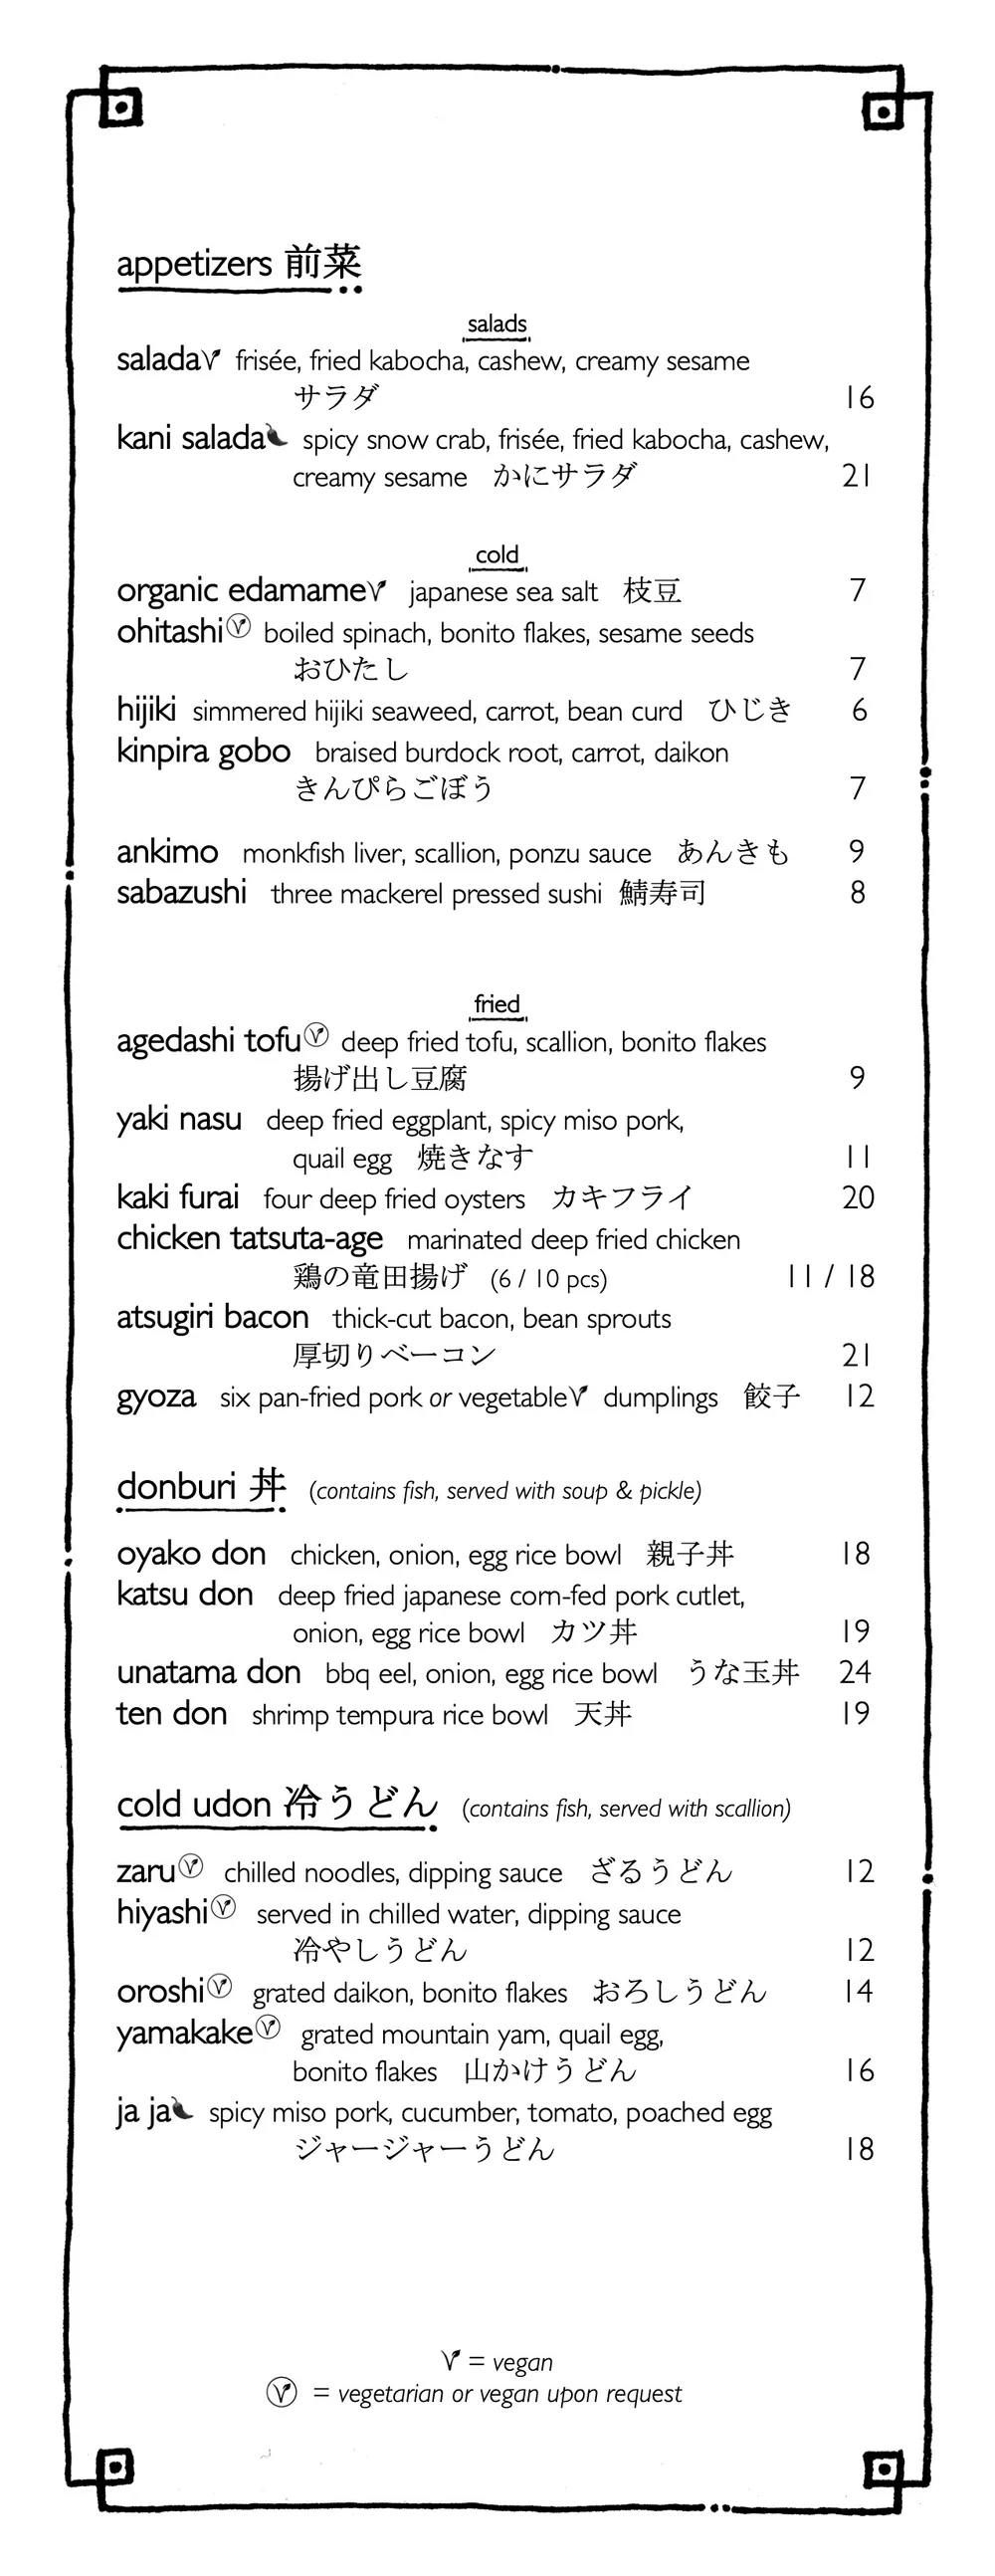 appetizers 前菜
salads
salada frisée, fried kabocha, cashew, creamy sesame
サラダ 16
kani salada spicy snow crab, frisée, fried kabocha, cashew,
creamy sesame かにサラダ 21
cold
organic edamame japanese sea salt 枝豆 7
ohitashi boiled spinach, bonito flakes, sesame seeds
おひたし 7
hijiki simmered hijiki seaweed, carrot, bean curd ひじき 6
kinpira gobo braised burdock root, carrot, daikon
きんぴらごぼう 7
ankimo monkfish liver, scallion, ponzu sauce あんきも 9
sabazushi three mackerel pressed sushi 鯖寿司 8
fried
agedashi tofu deep fried tofu, scallion, bonito flakes
揚げ出し豆腐 9
yaki nasu deep fried eggplant, spicy miso pork,
quail egg 焼きなす 11
kaki furai four deep fried oysters カキフライ 20
chicken tatsuta-age marinated deep fried chicken
鶏の竜田揚げ (6 / 10 pcs) 11 / 18
atsugiri bacon thick-cut bacon, bean sprouts
厚切りベーコン 21
gyoza six pan-fried pork or vegetable dumplings 餃子 12
donburi 丼 (contains fish, served with soup & pickle)
oyako don chicken, onion, egg rice bowl 親子丼 18
katsu don deep fried japanese corn-fed pork cutlet,
onion, egg rice bowl カツ丼 19
unatama don bbq eel, onion, egg rice bowl うな玉丼 24
ten don shrimp tempura rice bowl 天丼 19
cold udon 冷うどん (contains fish, served with scallion)
zaru chilled noodles, dipping sauce ざるうどん 12
hiyashi served in chilled water, dipping sauce
冷やしうどん 12
oroshi grated daikon, bonito flakes おろしうどん 14
yamakake grated mountain yam, quail egg,
bonito flakes 山かけうどん 16
ja ja spicy miso pork, cucumber, tomato, poached egg
ジャージャーうどん 18
V = vegan
V = vegetarian or vegan upon request